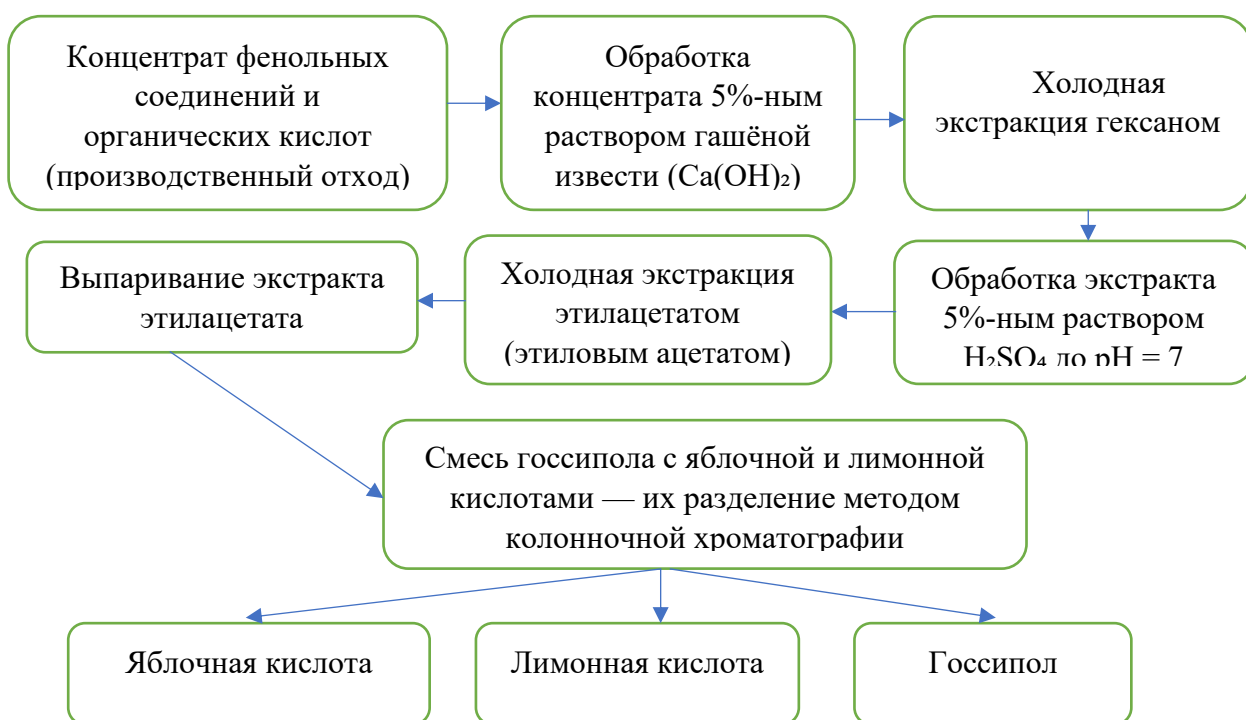 Концентрат фенольных
соединений и
органических кислот
(производственный отход)
Обработка
концентрата 5%-ным
раствором гашёной
извести (Ca(OH)₂)
Холодная
экстракция гексаном
Обработка экстракта
5%-ным раствором
H₂SO₄ до pH = 7
Холодная экстракция
этилацетатом
(этиловым ацетатом)
Выпаривание экстракта
этилацетата
Смесь госсипола с яблочной и лимонной
кислотами — их разделение методом
колонночной хроматографии
Яблочная кислота
Лимонная кислота
Госсипол